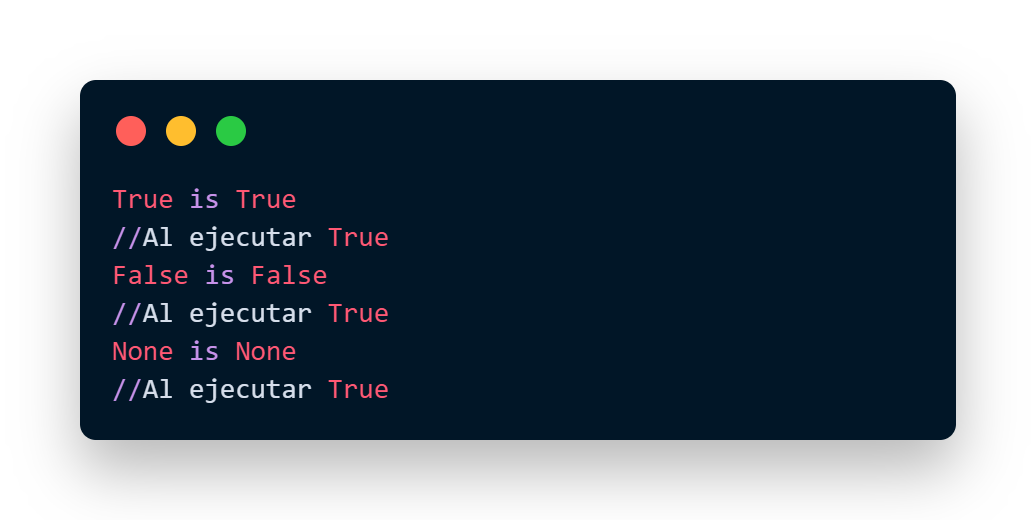 True is True
//Al ejecutar True
False is False
//Al ejecutar True
None is None
//Al ejecutar True